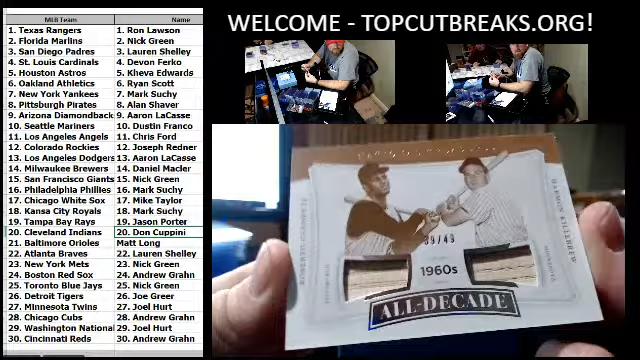 WELCOME - TOPCUTBREAKS.ORG!
MLB Team Name
1. Texas Rangers 1. Ron Lawson
2. Florida Marlins 2. Nick Green
3. San Diego Padres 3. Lauren Shelley
4. St. Louis Cardinals 4. Devon Ferko
5. Houston Astros 5. Kheva Edwards
6. Oakland Athletics 6. Ryan Scott
7. New York Yankees 7. Mark Suchy
8. Pittsburgh Pirates 8. Alan Shaver
9. Arizona Diamondback 9. Aaron LaCasse
10. Seattle Mariners 10. Dustin Franco
11. Los Angeles Angels 11. Chris Ford
12. Colorado Rockies 12. Joseph Redner
13. Los Angeles Dodgers 13. Aaron LaCasse
14. Milwaukee Brewers 14. Daniel Macler
15. San Francisco Giants 15. Nick Green
16. Philadelphia Phillies 16. Mark Suchy
17. Chicago White Sox 17. Mike Taylor
18. Kansas City Royals 18. Mark Suchy
19. Tampa Bay Rays 19. Jason Porter
20. Cleveland Indians 20. Don Cuppini
21. Baltimore Orioles Matt Long
22. Atlanta Braves 22. Lauren Shelley
23. New York Mets 23. Nick Green
24. Boston Red Sox 24. Andrew Grahn
25. Toronto Blue Jays 25. Nick Green
26. Detroit Tigers 26. Joe Greer
27. Minnesota Twins 27. Joel Hurt
28. Chicago Cubs 28. Andrew Grahn
29. Washington National 29. Joel Hurt
30. Cincinnati Reds 30. Andrew Grahn
HARMON KILLEBREW
39/49
1960s
ALL-DECADE